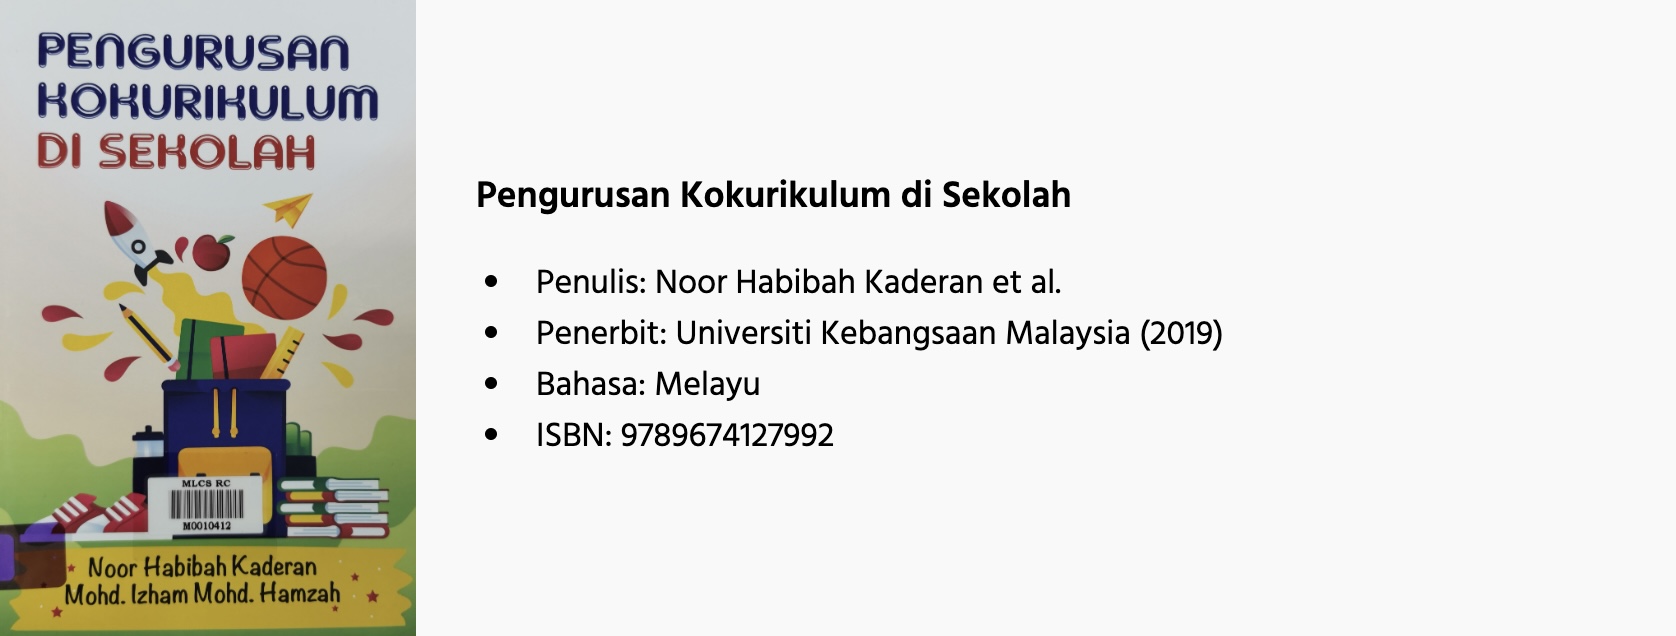 PENGURUSAN
KOKURIKULUM
DI SEKOLAH
MLCS RC
M0010412
Noor Habibah Kaderan
Mohd. Izham Mohd. Hamzah
Pengurusan Kokurikulum di Sekolah
• Penulis: Noor Habibah Kaderan et al.
• Penerbit: Universiti Kebangsaan Malaysia (2019)
• Bahasa: Melayu
• ISBN: 9789674127992